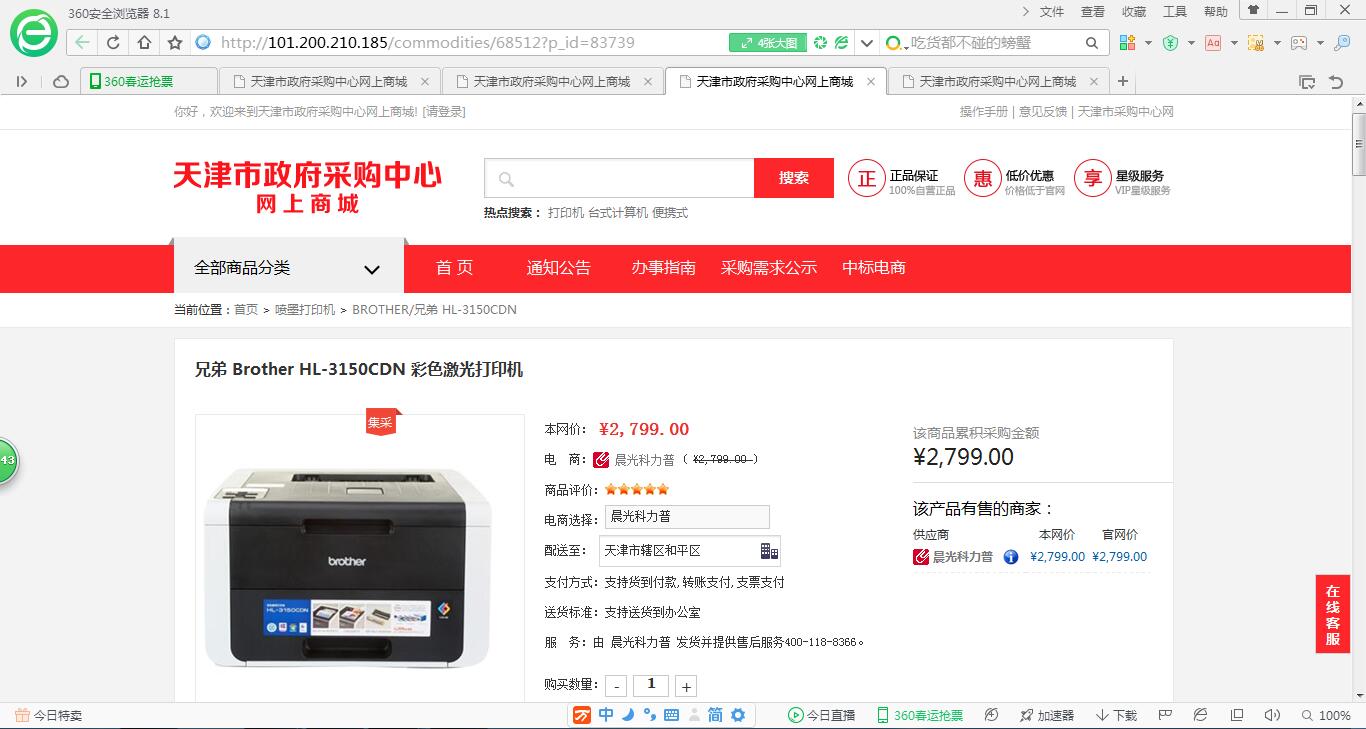 360安全浏览器 8.1
文件 查看 收藏 工具 帮助
http://101.200.210.185/commodities/68512?p_id=83739
4张大图
吃货都不碰的螃蟹
360春运抢票
天津市政府采购中心网上商城
天津市政府采购中心网上商城
天津市政府采购中心网上商城
天津市政府采购中心网上商城
你好，欢迎来到天津市政府采购中心网上商城! [请登录]
操作手册 | 意见反馈 | 天津市采购中心网
天津市政府采购中心
网上商城
搜索
热点搜索： 打印机 台式计算机 便携式
正 正品保证 100%自营正品
惠 低价优惠 价格低于官网
享 星级服务 VIP星级服务
全部商品分类 首 页 通知公告 办事指南 采购需求公示 中标电商
当前位置：首页 > 喷墨打印机 > BROTHER/兄弟 HL-3150CDN
兄弟 Brother HL-3150CDN 彩色激光打印机
集采
brother
HL-3150CDN
本网价： ¥2,799.00
电 商： 晨光科力普 ( ¥2,799.00 )
商品评价：
电商选择： 晨光科力普
配送至： 天津市辖区和平区
支付方式：支持货到付款,转账支付,支票支付
送货标准：支持送货到办公室
服 务：由 晨光科力普 发货并提供售后服务400-118-8366。
购买数量： - 1 +
该商品累积采购金额
¥2,799.00
该产品有售的商家：
供应商 本网价 官网价
晨光科力普 ¥2,799.00 ¥2,799.00
在线客服
43
今日特卖
中 简
今日直播 360春运抢票 加速器 下载 100%